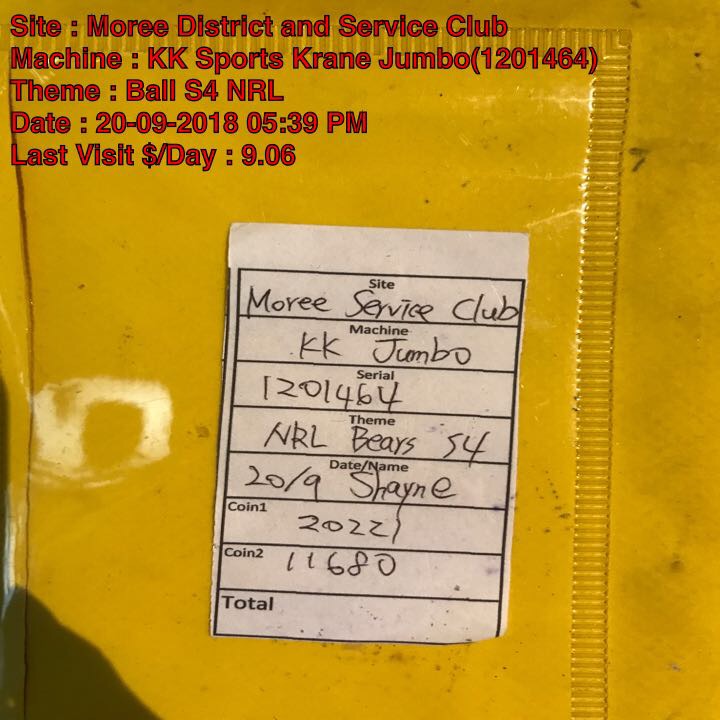 Site : Moree District and Service Club
Machine : KK Sports Krane Jumbo(1201464)
Theme : Ball S4 NRL
Date : 20-09-2018 05:39 PM
Last Visit $/Day : 9.06
Site
Moree Service Club
Machine
KK Jumbo
Serial
1201464
Theme
NRL Bears S4
Date/Name
20/9 Shayne
Coin1
20221
Coin2
11680
Total